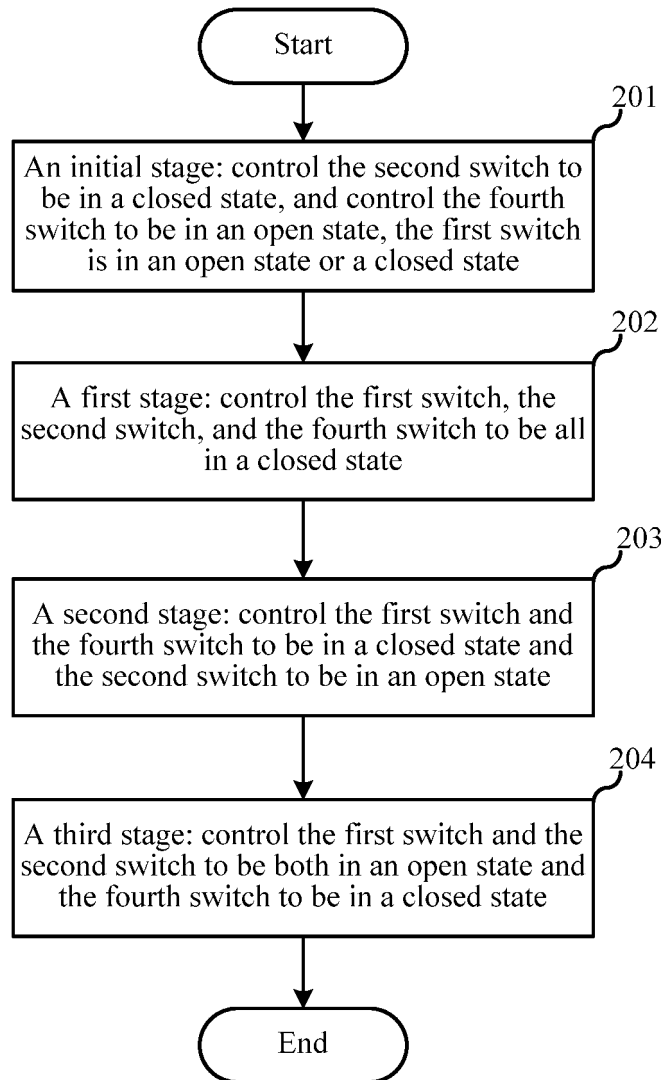 Start
201
An initial stage: control the second switch to
be in a closed state, and control the fourth
switch to be in an open state, the first switch
is in an open state or a closed state
202
A first stage: control the first switch, the
second switch, and the fourth switch to be all
in a closed state
203
A second stage: control the first switch and
the fourth switch to be in a closed state and
the second switch to be in an open state
204
A third stage: control the first switch and the
second switch to be both in an open state and
the fourth switch to be in a closed state
End